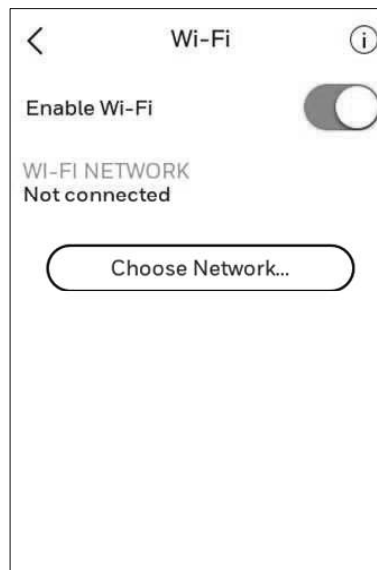 Wi-Fi
Enable Wi-Fi
WI-FI NETWORK
Not connected
Choose Network...